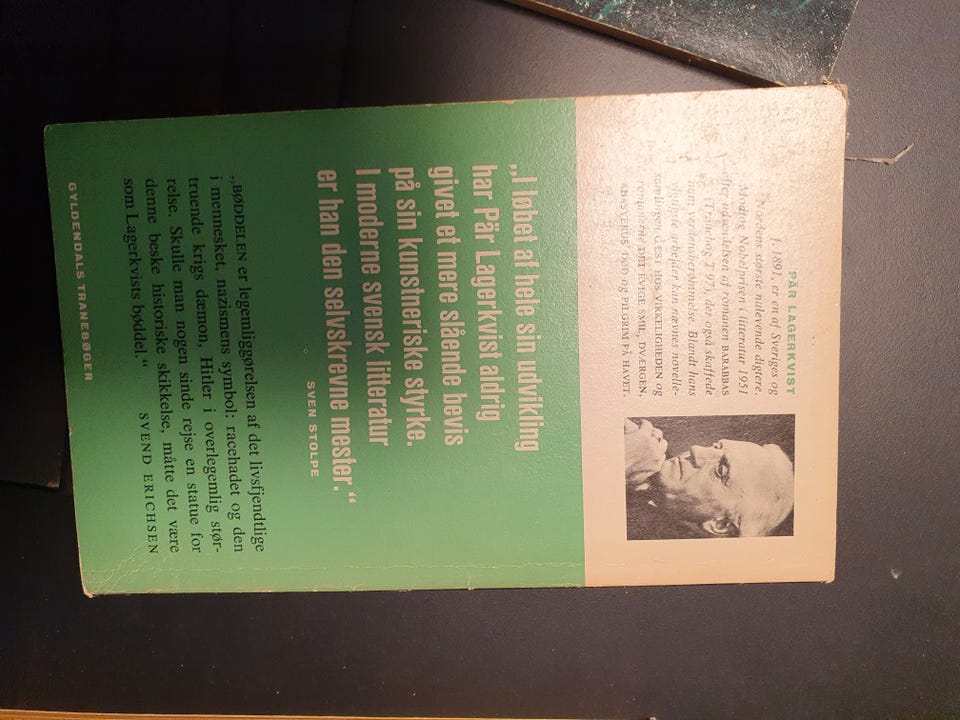 PÄR LAGERKVIST
f. 1891, er en af Sveriges og
Nordens største nulevende digtere.
Modtog Nobelprisen i litteratur 1951
efter udsendelsen af romanen BARABBAS
(Tranebog 197), der også skaffede
ham verdensberømmelse. Blandt hans
vigtigste arbejder kan nævnes novelle-
samlingen GÆST HOS VIRKELIGHEDEN og
romanerne DET EVIGE SMIL, DVÆRGEN,
AHASVERUS DØD og PILGRIM PÅ HAVET.
„I løbet af hele sin udvikling
har Pär Lagerkvist aldrig
givet et mere slående bevis
på sin kunstneriske styrke.
I moderne svensk litteratur
er han den selvskrevne mester.“
SVEN STOLPE
„BØDDELEN er legemliggørelsen af det livsfjendtlige
i mennesket, nazismens symbol: racehadet og den
truende krigs dæmon, Hitler i overlegemlig stør-
relse. Skulle man nogen sinde rejse en statue for
denne beske historiske skikkelse, måtte det være
som Lagerkvists bøddel.“
SVEND ERICHSEN
GYLDENDALS TRANEBØGER